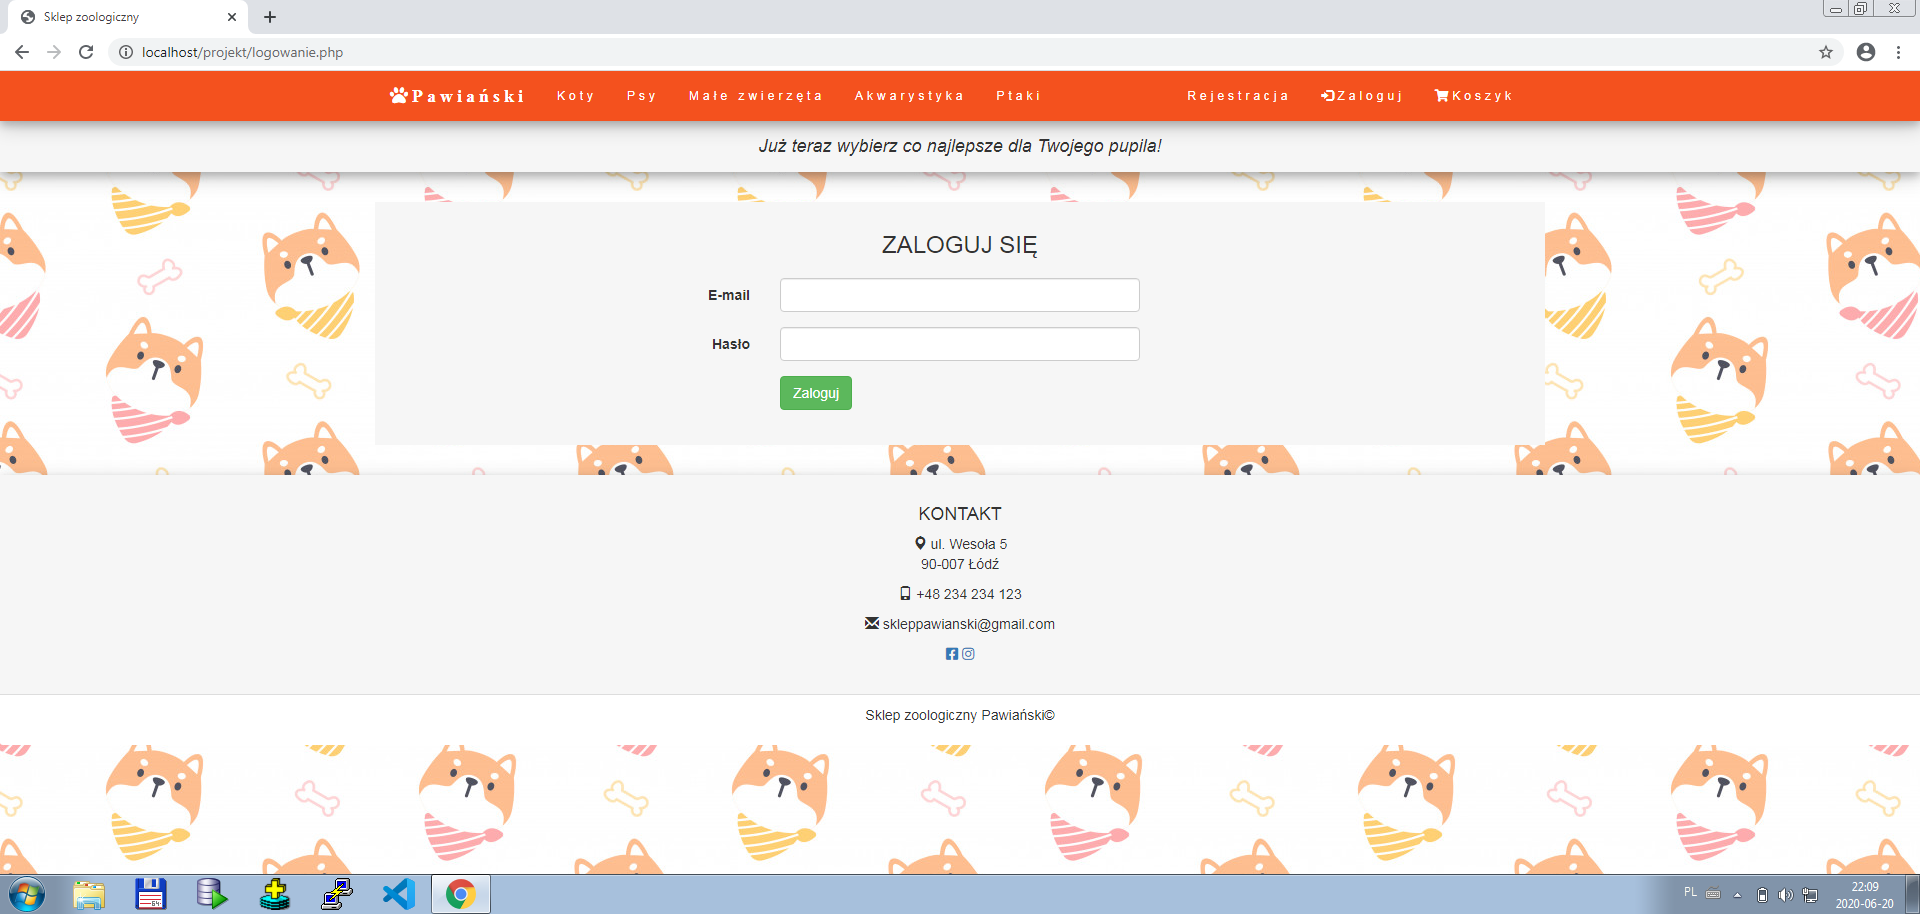 Sklep zoologiczny
localhost/projekt/logowanie.php
Pawiański Koty Psy Małe zwierzęta Akwarystyka Ptaki Rejestracja Zaloguj Koszyk
Już teraz wybierz co najlepsze dla Twojego pupila!
ZALOGUJ SIĘ
E-mail
Hasło
Zaloguj
KONTAKT
ul. Wesoła 5
90-007 Łódź
+48 234 234 123
skleppawianski@gmail.com
Sklep zoologiczny Pawiański©
PL 22:09
2020-06-20